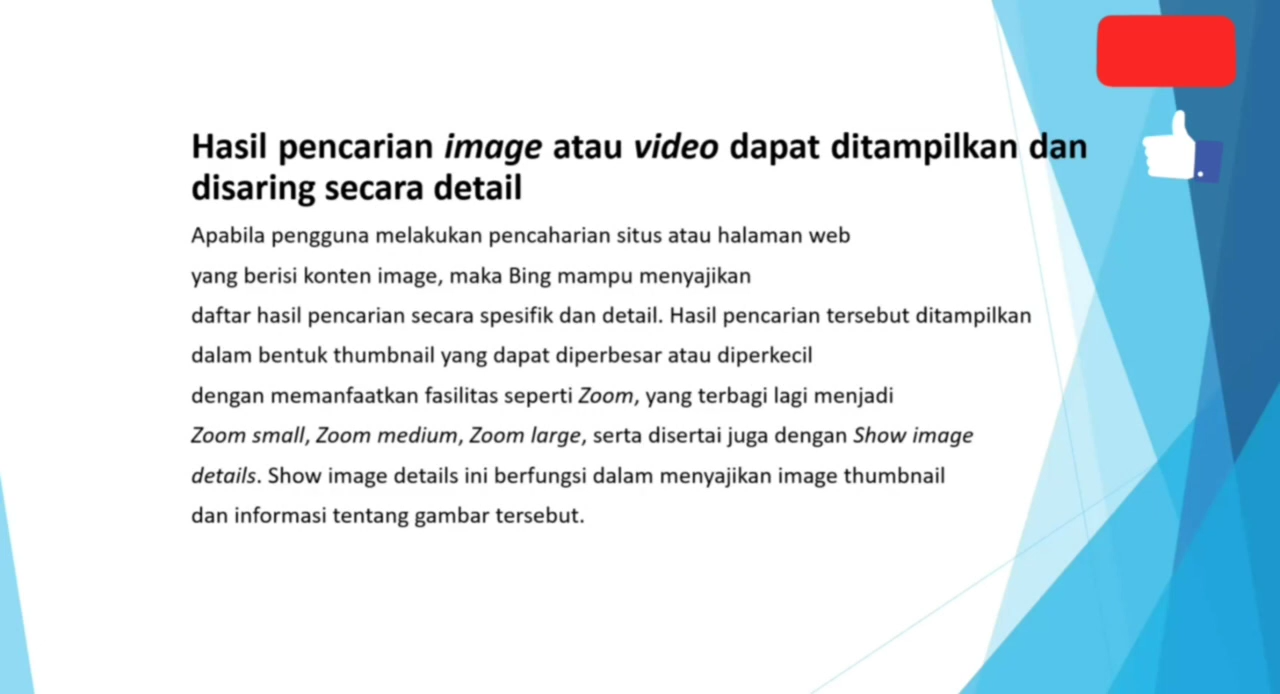 Hasil pencarian image atau video dapat ditampilkan dan
disaring secara detail
Apabila pengguna melakukan pencaharian situs atau halaman web
yang berisi konten image, maka Bing mampu menyajikan
daftar hasil pencarian secara spesifik dan detail. Hasil pencarian tersebut ditampilkan
dalam bentuk thumbnail yang dapat diperbesar atau diperkecil
dengan memanfaatkan fasilitas seperti Zoom, yang terbagi lagi menjadi
Zoom small, Zoom medium, Zoom large, serta disertai juga dengan Show image
details. Show image details ini berfungsi dalam menyajikan image thumbnail
dan informasi tentang gambar tersebut.